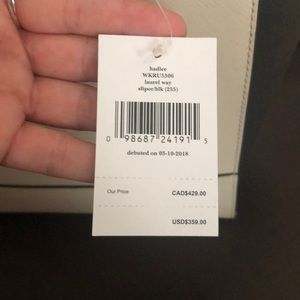 hadlee
WKRU5306
laurel way
slipcr/blk (255)
0 98687 24191 5
debuted on 05-10-2018
Our Price CAD$429.00
USD$359.00